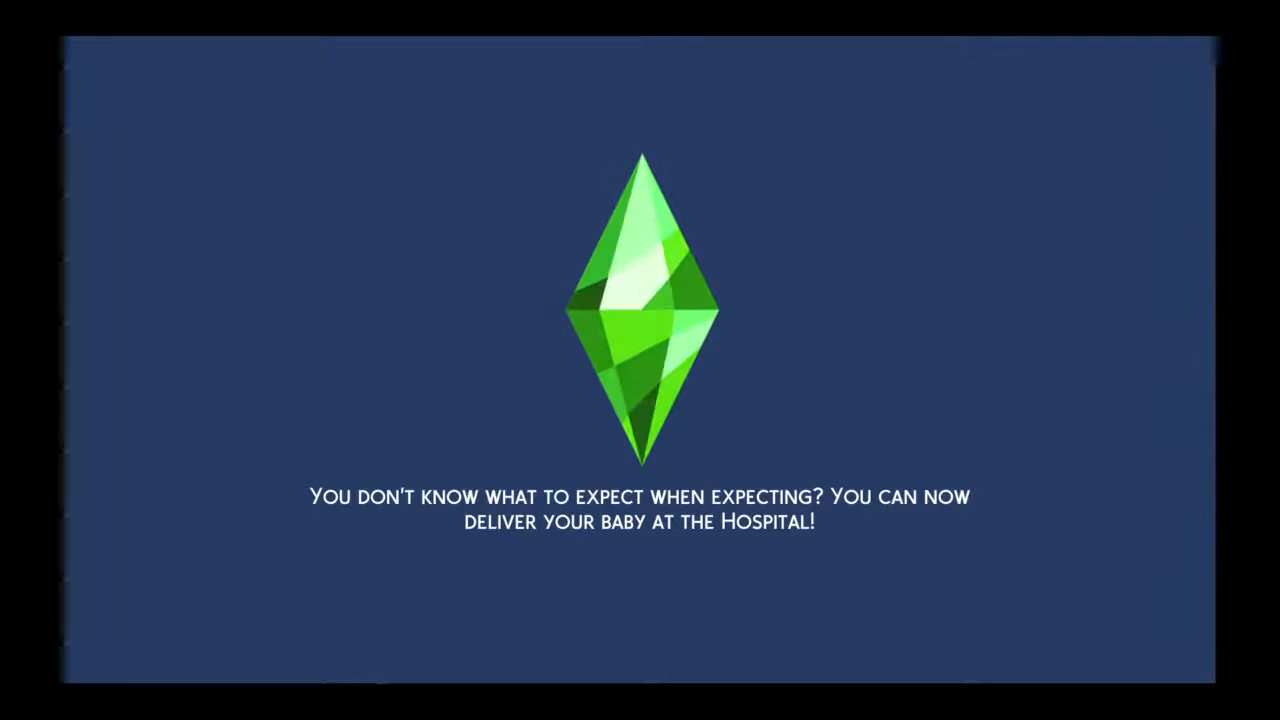 You don't know what to expect when expecting? You can now
deliver your baby at the Hospital!